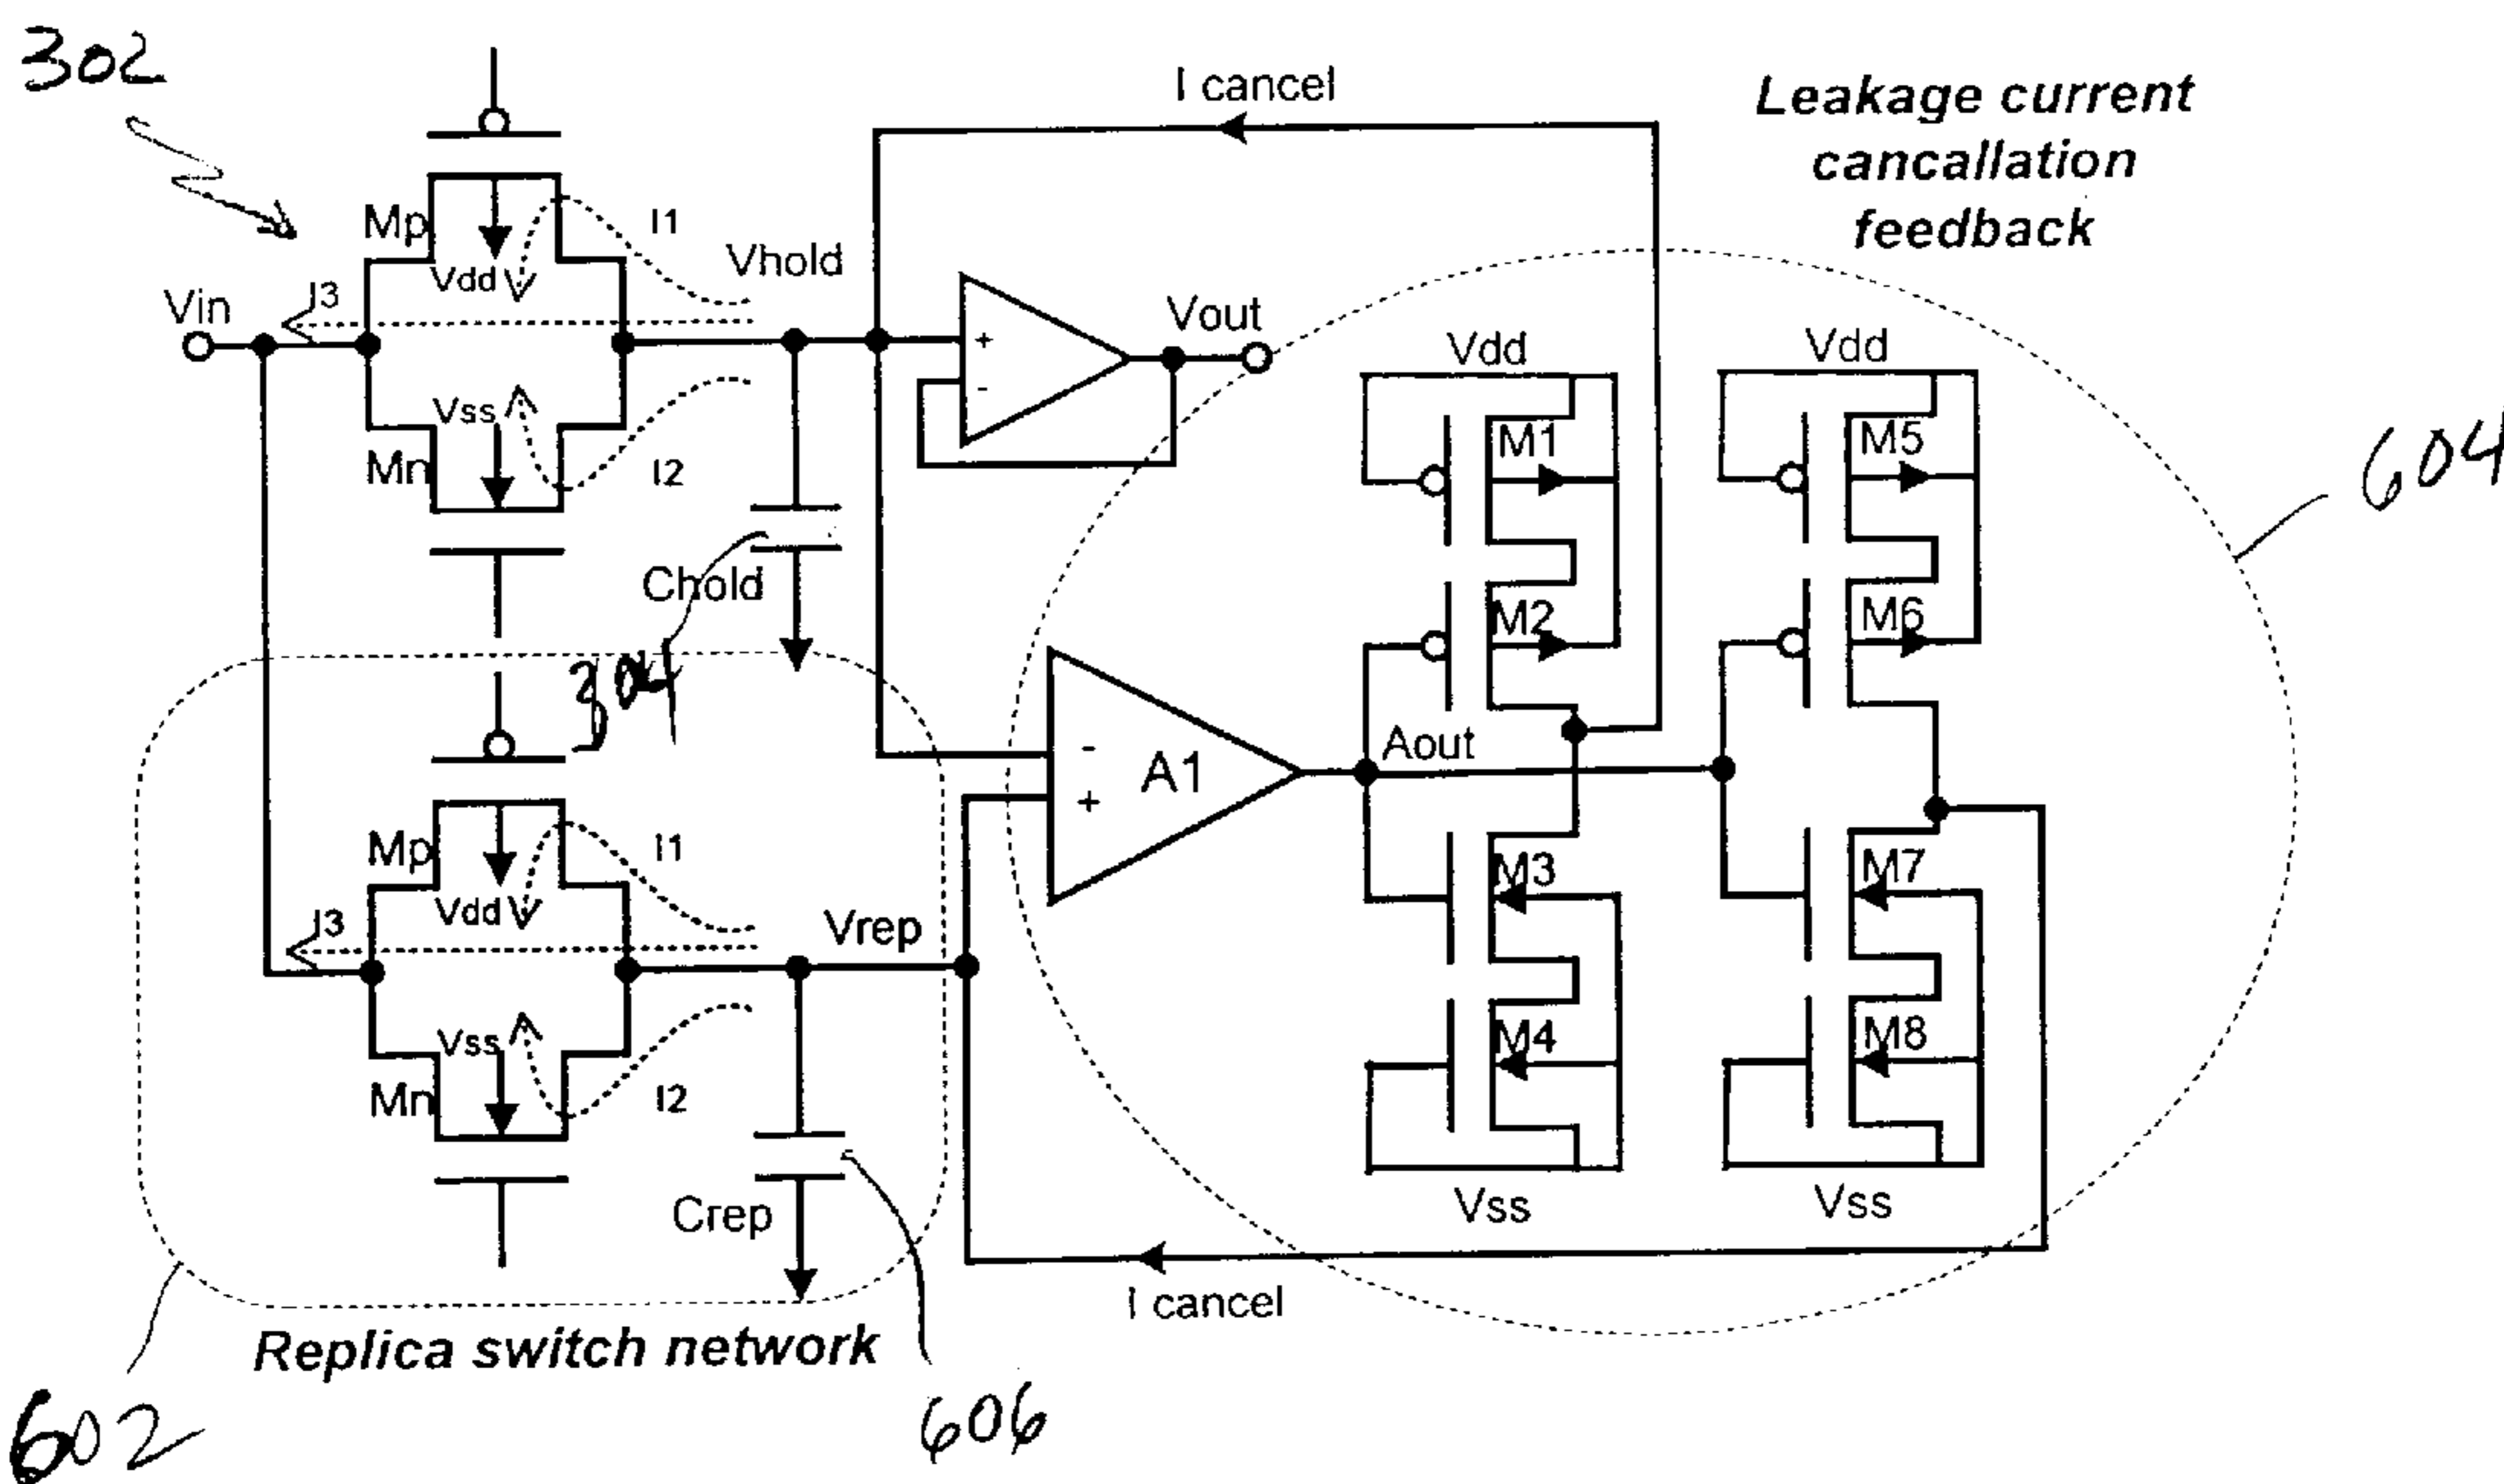 302
I cancel
Leakage current
cancallation
feedback
Mp
I1
Vhold
Vdd
Vin
I3
Vout
+
-
Vss
Mn
I2
Vdd
Vdd
M1
M5
604
Chold
M2
M6
304
-
A1
+
Aout
Mp
I1
Vdd
I3
Vrep
M3
M7
Vss
Mn
I2
M4
M8
Crep
Vss
Vss
I cancel
Replica switch network
602
606